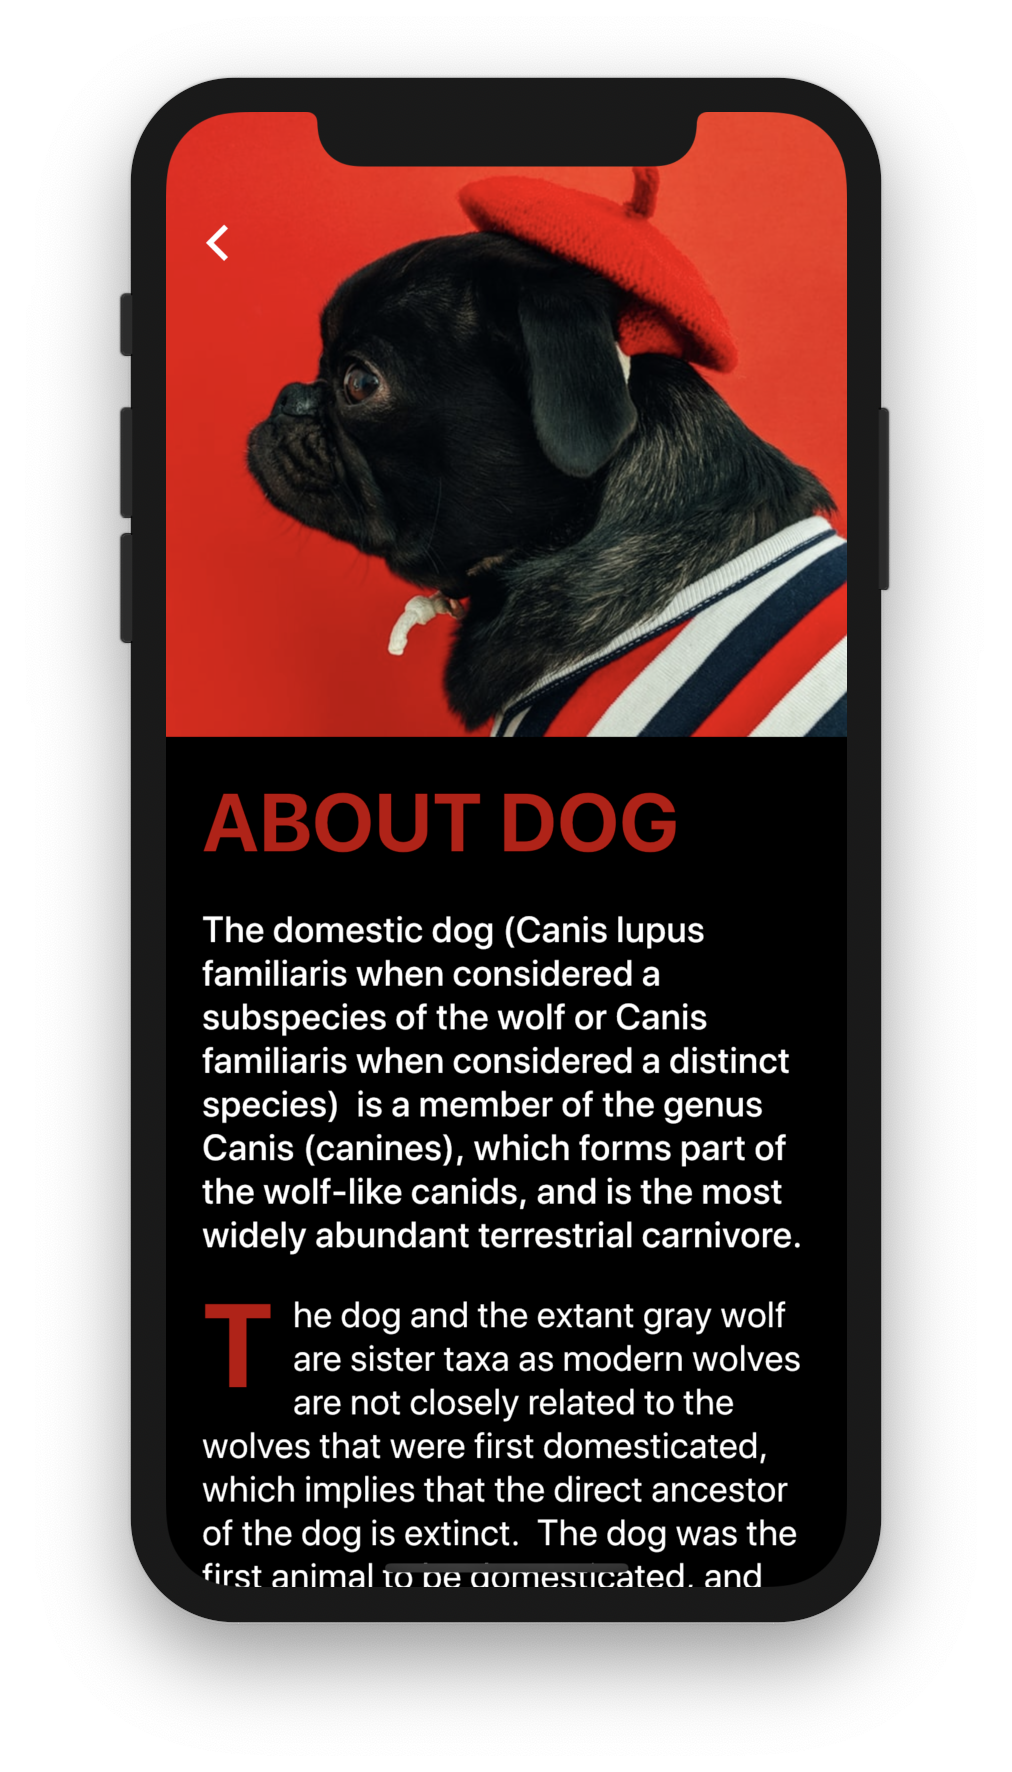 ABOUT DOG
The domestic dog (Canis lupus
familiaris when considered a
subspecies of the wolf or Canis
familiaris when considered a distinct
species)  is a member of the genus
Canis (canines), which forms part of
the wolf-like canids, and is the most
widely abundant terrestrial carnivore.
The dog and the extant gray wolf
are sister taxa as modern wolves
are not closely related to the
wolves that were first domesticated,
which implies that the direct ancestor
of the dog is extinct.  The dog was the
first animal to be domesticated, and